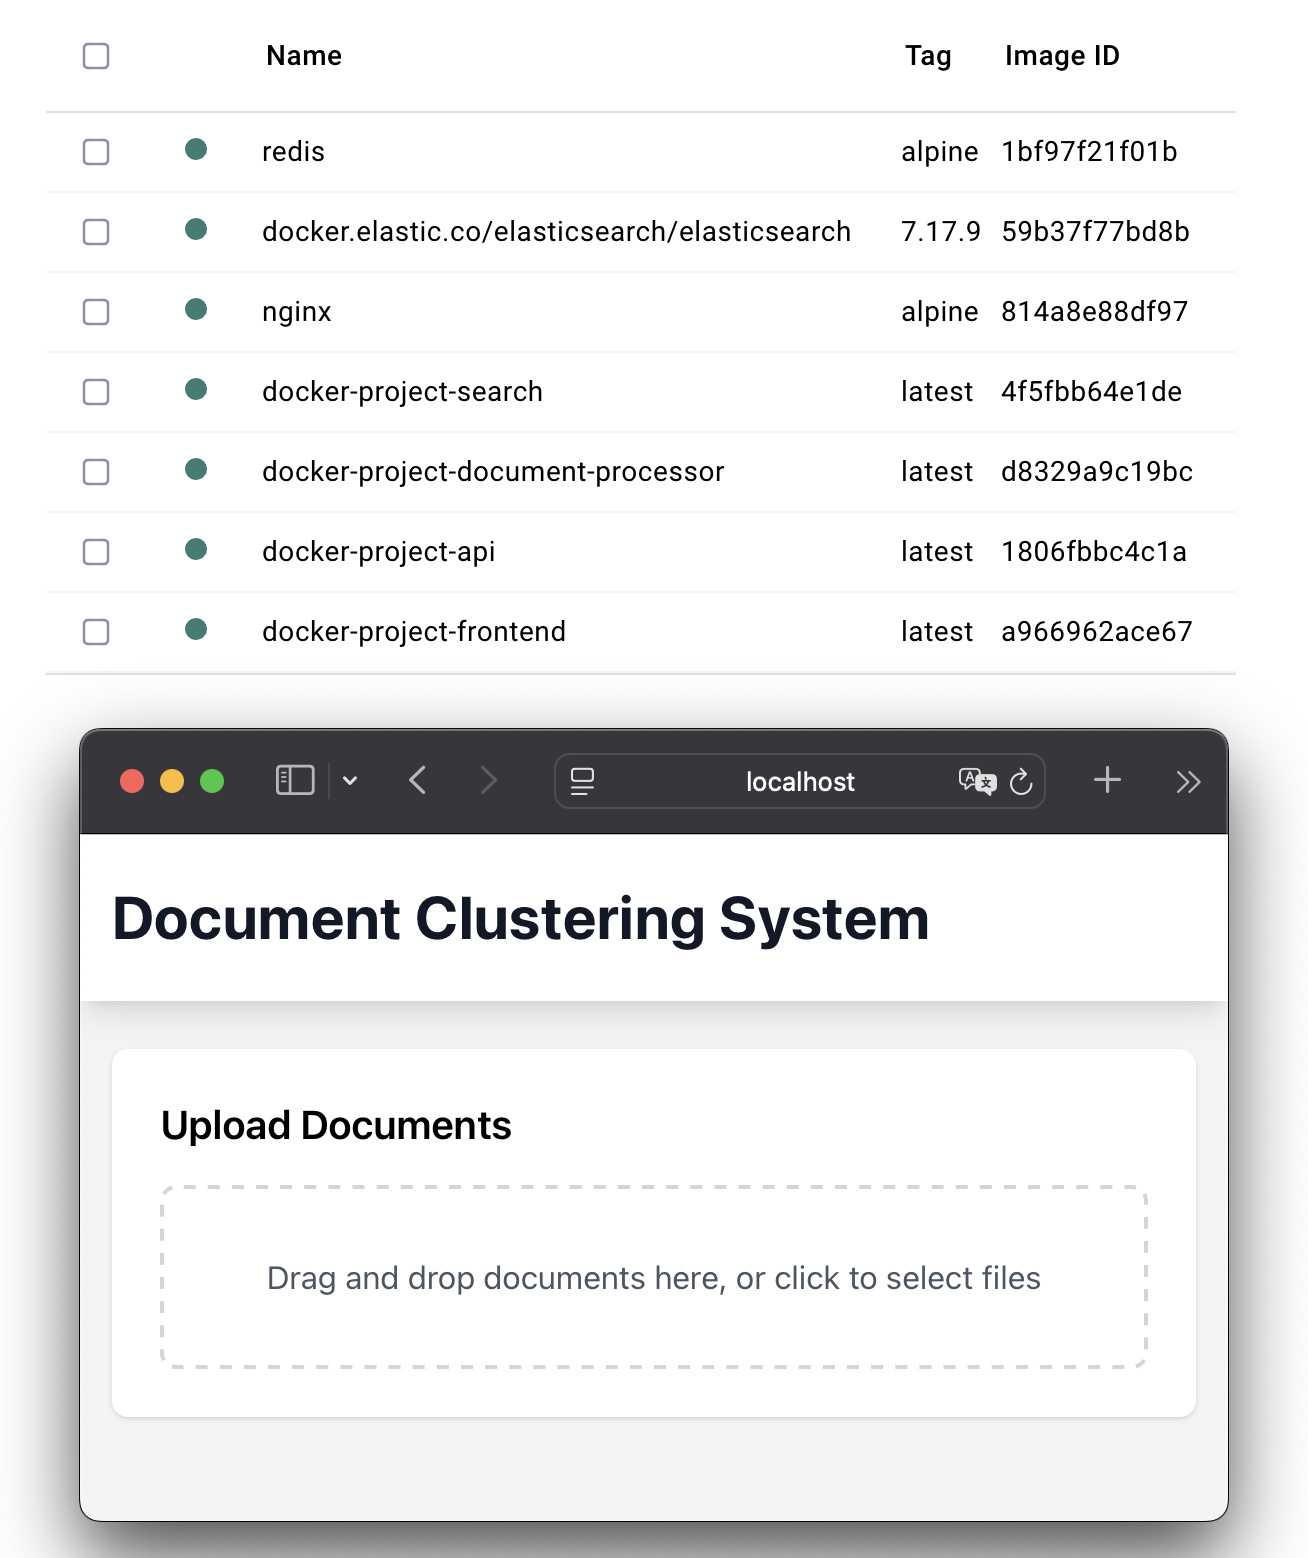 Name Tag Image ID
redis alpine 1bf97f21f01b
docker.elastic.co/elasticsearch/elasticsearch 7.17.9 59b37f77bd8b
nginx alpine 814a8e88df97
docker-project-search latest 4f5fbb64e1de
docker-project-document-processor latest d8329a9c19bc
docker-project-api latest 1806fbbc4c1a
docker-project-frontend latest a966962ace67
localhost
Document Clustering System
Upload Documents
Drag and drop documents here, or click to select files